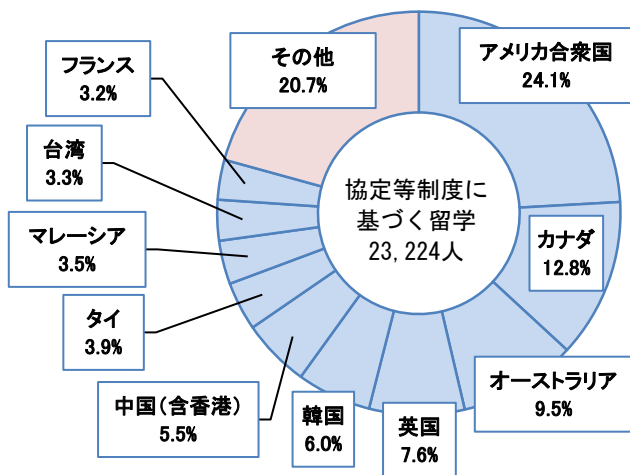 協定等制度に
基づく留学
23,224人
アメリカ合衆国
24.1%
カナダ
12.8%
オーストラリア
9.5%
英国
7.6%
韓国
6.0%
中国(含香港)
5.5%
タイ
3.9%
マレーシア
3.5%
台湾
3.3%
フランス
3.2%
その他
20.7%